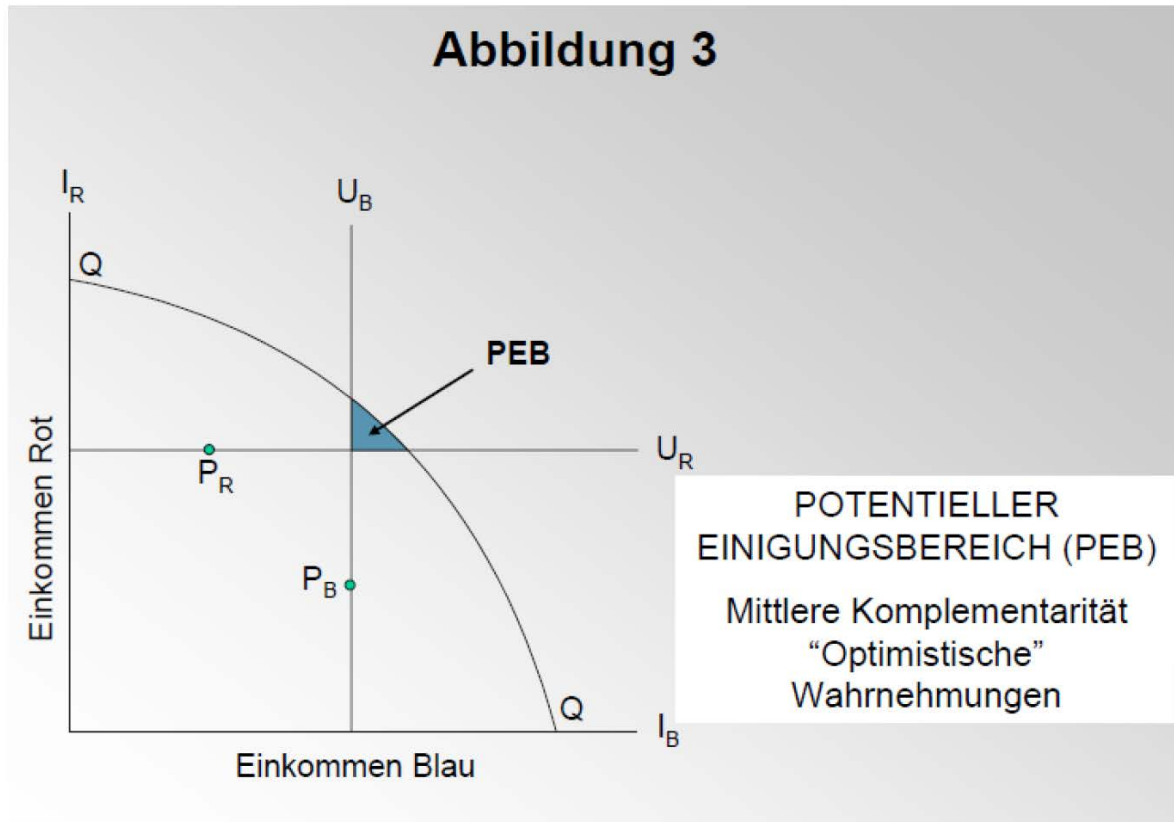 Abbildung 3
I_R
U_B
Q
PEB
Einkommen Rot
P_R
U_R
P_B
Q
I_B
Einkommen Blau
POTENTIELLER
EINIGUNGSBEREICH (PEB)
Mittlere Komplementarität
“Optimistische”
Wahrnehmungen